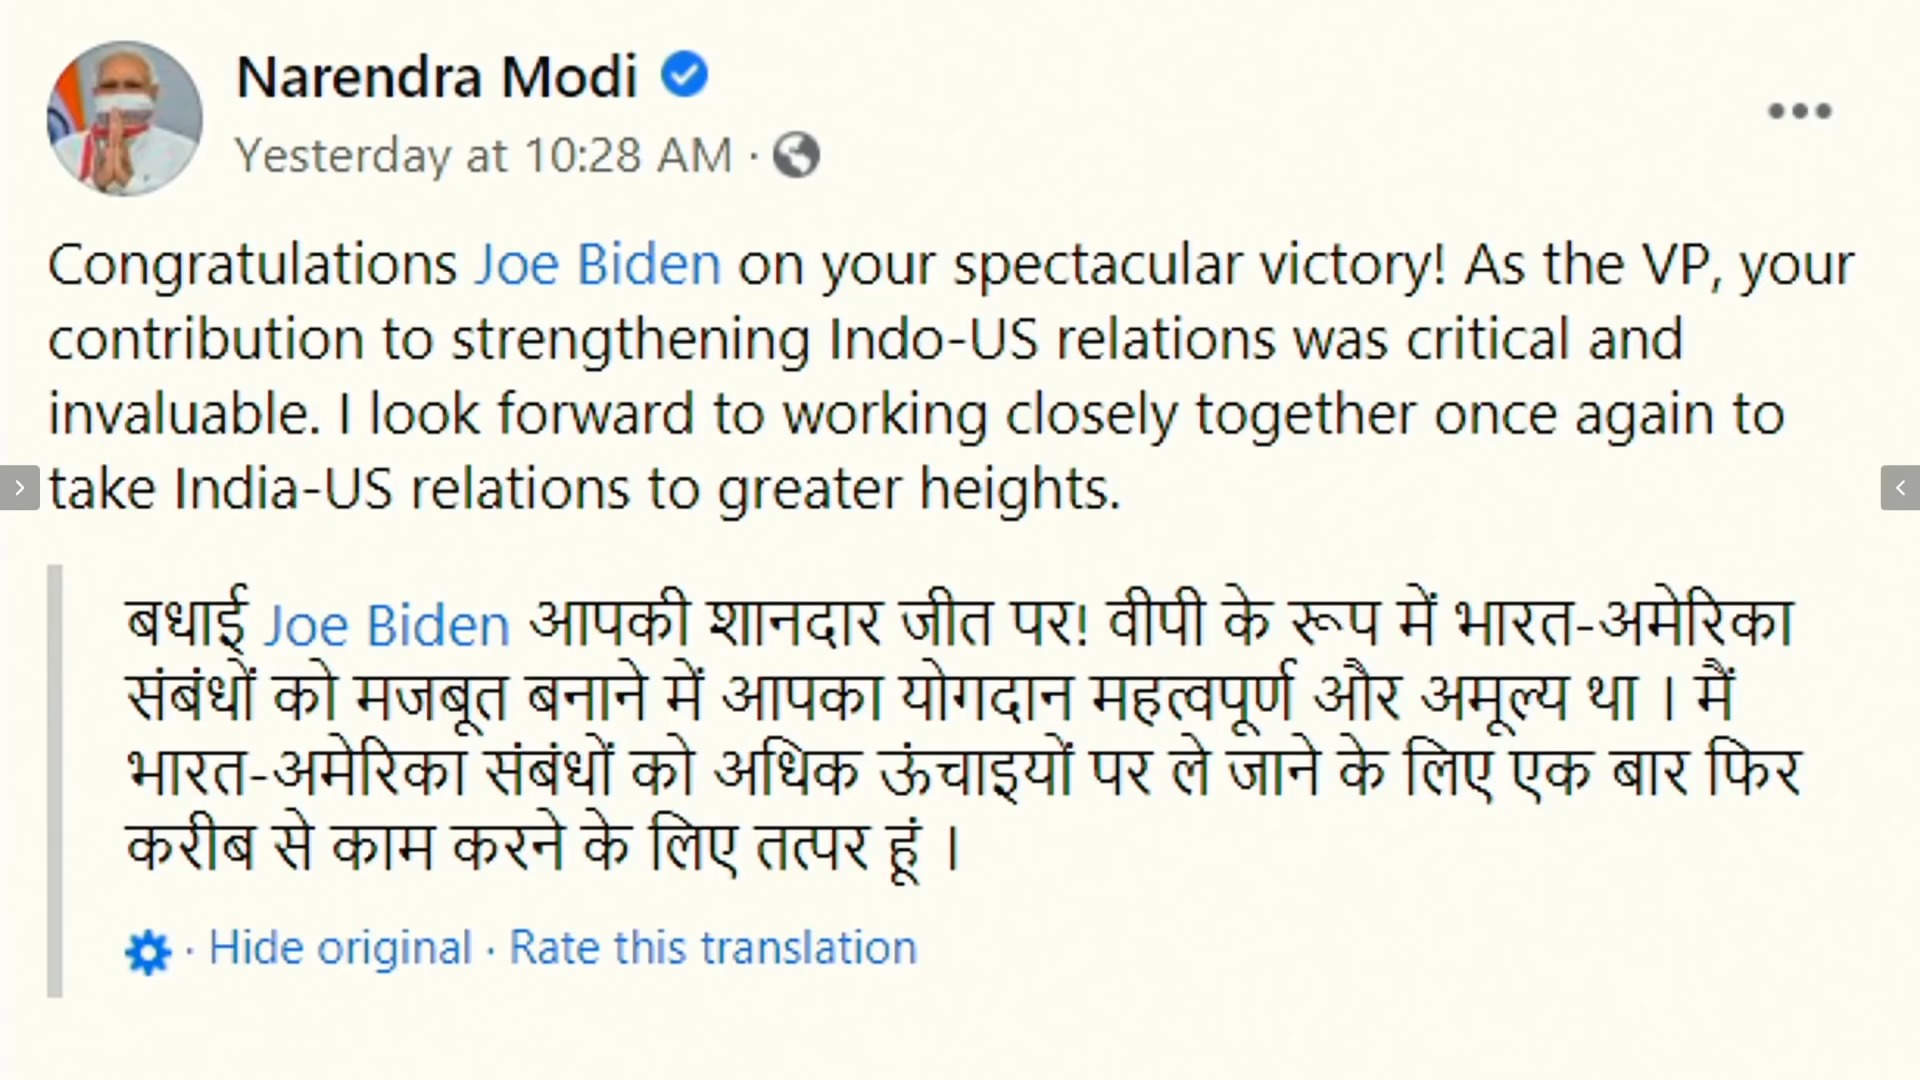 Narendra Modi
Yesterday at 10:28 AM ·
Congratulations Joe Biden on your spectacular victory! As the VP, your
contribution to strengthening Indo-US relations was critical and
invaluable. I look forward to working closely together once again to
take India-US relations to greater heights.
बधाई Joe Biden आपकी शानदार जीत पर! वीपी के रूप में भारत-अमेरिका
संबंधों को मजबूत बनाने में आपका योगदान महत्वपूर्ण और अमूल्य था । मैं
भारत-अमेरिका संबंधों को अधिक ऊंचाइयों पर ले जाने के लिए एक बार फिर
करीब से काम करने के लिए तत्पर हूं ।
· Hide original · Rate this translation